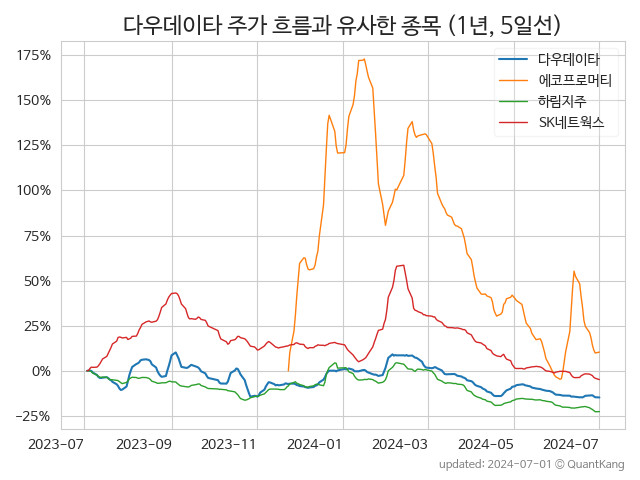 다우데이타 주가 흐름과 유사한 종목 (1년, 5일선)
175%
150%
125%
100%
75%
50%
25%
0%
−25%
다우데이타
에코프로머티
하림지주
SK네트웍스
2023-07 2023-09 2023-11 2024-01 2024-03 2024-05 2024-07
updated: 2024-07-01 © QuantKang